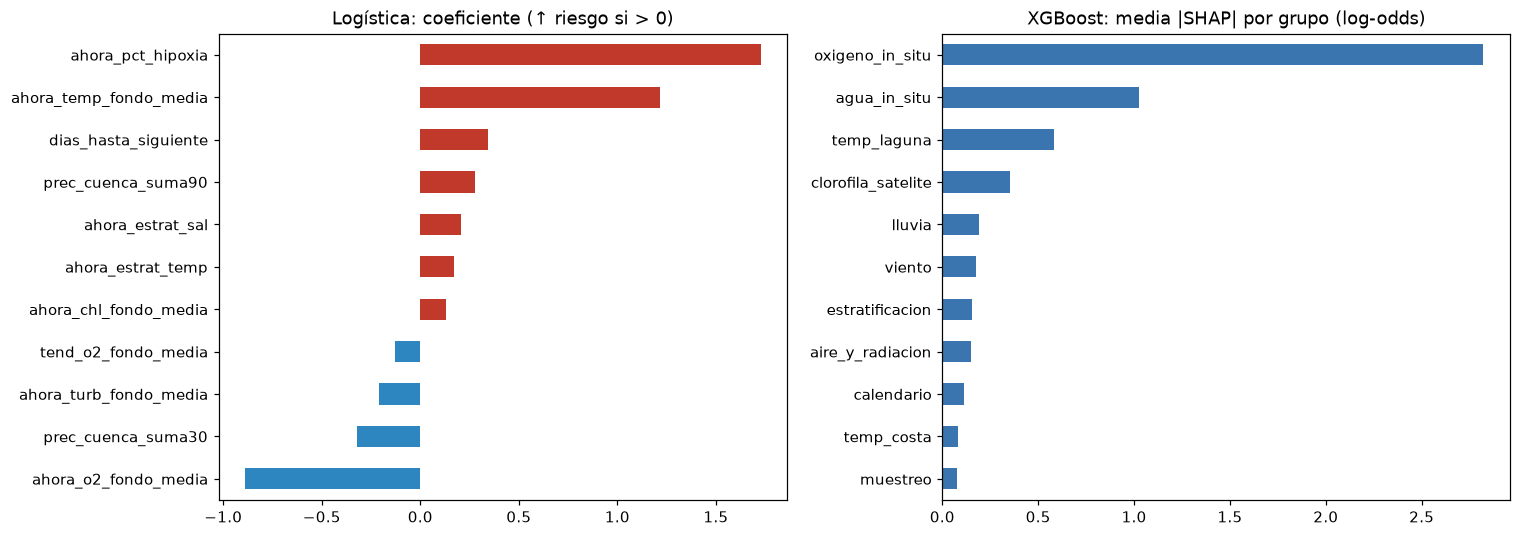 Logística: coeficiente (↑ riesgo si > 0)
ahora_pct_hipoxia
ahora_temp_fondo_media
dias_hasta_siguiente
prec_cuenca_suma90
ahora_estrat_sal
ahora_estrat_temp
ahora_chl_fondo_media
tend_o2_fondo_media
ahora_turb_fondo_media
prec_cuenca_suma30
ahora_o2_fondo_media
−1.0 −0.5 0.0 0.5 1.0 1.5
XGBoost: media |SHAP| por grupo (log-odds)
oxigeno_in_situ
agua_in_situ
temp_laguna
clorofila_satelite
lluvia
viento
estratificacion
aire_y_radiacion
calendario
temp_costa
muestreo
0.0 0.5 1.0 1.5 2.0 2.5